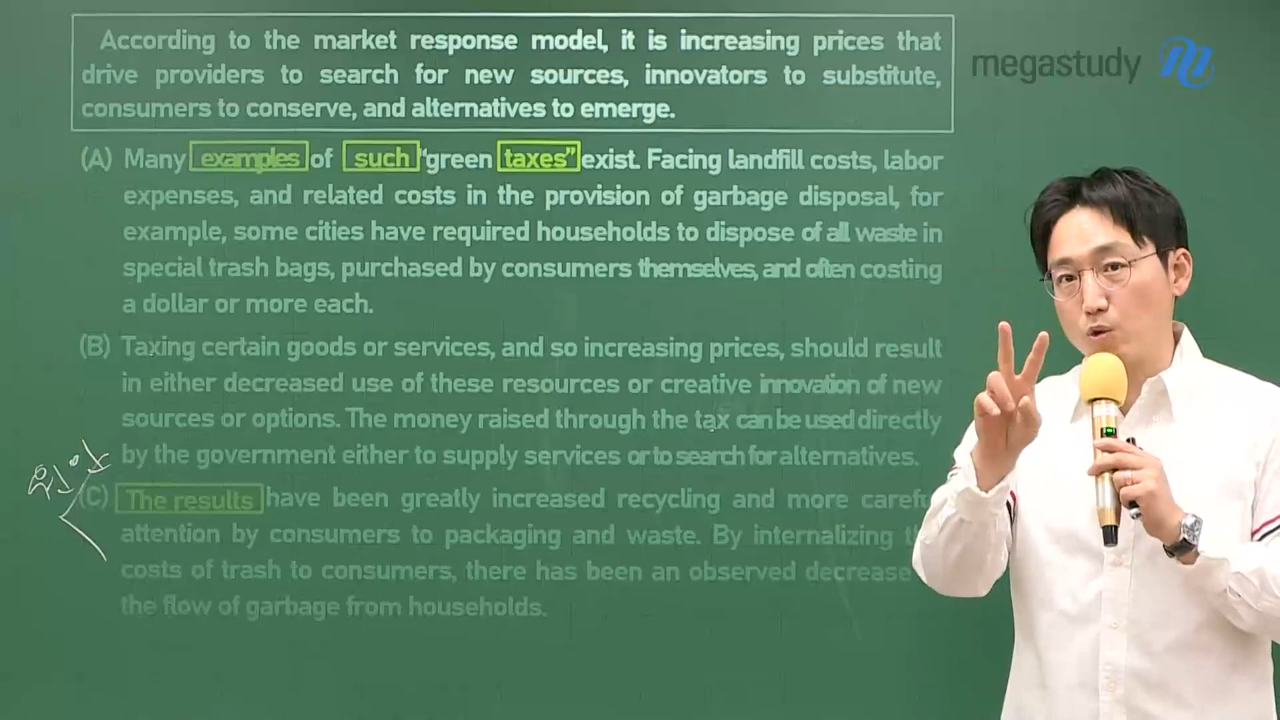 According to the market response model, it is increasing prices that
megastudy
drive providers to search for new sources, innovators to substitute,
consumers to conserve, and alternatives to emerge.
(A) Many examples of such "green taxes" exist. Facing landfill costs, labor
expenses, and related costs in the provision of garbage disposal, for
example, some cities have required households to dispose of all waste in
special trash bags, purchased by consumers themselves, and often costing
a dollar or more each.
(B) Taxing certain goods or services, and so increasing prices, should result
in either decreased use of these resources or creative innovation of new
sources or options. The money raised through the tax can be used directly
by the government either to supply services or to search for alternatives.
(C) The results have been greatly increased recycling and more
attention by consumers to packaging and waste. By internalizing
costs of trash to consumers, there has been an observed decrease
the flow of garbage from households.